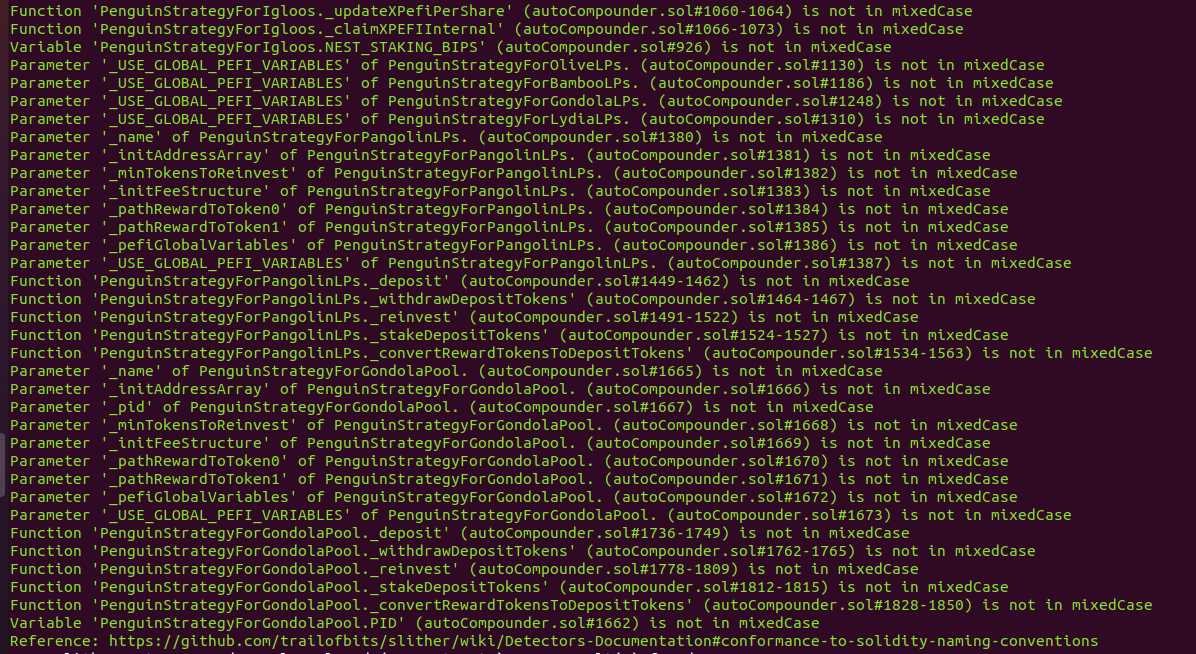 Function 'PenguinStrategyForIgloos._updateXPefiPerShare' (autoCompounder.sol#1060-1064) is not in mixedCase
Function 'PenguinStrategyForIgloos._claimXPEFIInternal' (autoCompounder.sol#1066-1073) is not in mixedCase
Variable 'PenguinStrategyForIgloos.NEST_STAKING_BIPS' (autoCompounder.sol#926) is not in mixedCase
Parameter '_USE_GLOBAL_PEFI_VARIABLES' of PenguinStrategyForOliveLPs. (autoCompounder.sol#1130) is not in mixedCase
Parameter '_USE_GLOBAL_PEFI_VARIABLES' of PenguinStrategyForBambooLPs. (autoCompounder.sol#1186) is not in mixedCase
Parameter '_USE_GLOBAL_PEFI_VARIABLES' of PenguinStrategyForGondolaLPs. (autoCompounder.sol#1248) is not in mixedCase
Parameter '_USE_GLOBAL_PEFI_VARIABLES' of PenguinStrategyForLydiaLPs. (autoCompounder.sol#1310) is not in mixedCase
Parameter '_name' of PenguinStrategyForPangolinLPs. (autoCompounder.sol#1380) is not in mixedCase
Parameter '_initAddressArray' of PenguinStrategyForPangolinLPs. (autoCompounder.sol#1381) is not in mixedCase
Parameter '_minTokensToReinvest' of PenguinStrategyForPangolinLPs. (autoCompounder.sol#1382) is not in mixedCase
Parameter '_initFeeStructure' of PenguinStrategyForPangolinLPs. (autoCompounder.sol#1383) is not in mixedCase
Parameter '_pathRewardToToken0' of PenguinStrategyForPangolinLPs. (autoCompounder.sol#1384) is not in mixedCase
Parameter '_pathRewardToToken1' of PenguinStrategyForPangolinLPs. (autoCompounder.sol#1385) is not in mixedCase
Parameter '_pefiGlobalVariables' of PenguinStrategyForPangolinLPs. (autoCompounder.sol#1386) is not in mixedCase
Parameter '_USE_GLOBAL_PEFI_VARIABLES' of PenguinStrategyForPangolinLPs. (autoCompounder.sol#1387) is not in mixedCase
Function 'PenguinStrategyForPangolinLPs._deposit' (autoCompounder.sol#1449-1462) is not in mixedCase
Function 'PenguinStrategyForPangolinLPs._withdrawDepositTokens' (autoCompounder.sol#1464-1467) is not in mixedCase
Function 'PenguinStrategyForPangolinLPs._reinvest' (autoCompounder.sol#1491-1522) is not in mixedCase
Function 'PenguinStrategyForPangolinLPs._stakeDepositTokens' (autoCompounder.sol#1524-1527) is not in mixedCase
Function 'PenguinStrategyForPangolinLPs._convertRewardTokensToDepositTokens' (autoCompounder.sol#1534-1563) is not in mixedCase
Parameter '_name' of PenguinStrategyForGondolaPool. (autoCompounder.sol#1665) is not in mixedCase
Parameter '_initAddressArray' of PenguinStrategyForGondolaPool. (autoCompounder.sol#1666) is not in mixedCase
Parameter '_pid' of PenguinStrategyForGondolaPool. (autoCompounder.sol#1667) is not in mixedCase
Parameter '_minTokensToReinvest' of PenguinStrategyForGondolaPool. (autoCompounder.sol#1668) is not in mixedCase
Parameter '_initFeeStructure' of PenguinStrategyForGondolaPool. (autoCompounder.sol#1669) is not in mixedCase
Parameter '_pathRewardToToken0' of PenguinStrategyForGondolaPool. (autoCompounder.sol#1670) is not in mixedCase
Parameter '_pathRewardToToken1' of PenguinStrategyForGondolaPool. (autoCompounder.sol#1671) is not in mixedCase
Parameter '_pefiGlobalVariables' of PenguinStrategyForGondolaPool. (autoCompounder.sol#1672) is not in mixedCase
Parameter '_USE_GLOBAL_PEFI_VARIABLES' of PenguinStrategyForGondolaPool. (autoCompounder.sol#1673) is not in mixedCase
Function 'PenguinStrategyForGondolaPool._deposit' (autoCompounder.sol#1736-1749) is not in mixedCase
Function 'PenguinStrategyForGondolaPool._withdrawDepositTokens' (autoCompounder.sol#1762-1765) is not in mixedCase
Function 'PenguinStrategyForGondolaPool._reinvest' (autoCompounder.sol#1778-1809) is not in mixedCase
Function 'PenguinStrategyForGondolaPool._stakeDepositTokens' (autoCompounder.sol#1812-1815) is not in mixedCase
Function 'PenguinStrategyForGondolaPool._convertRewardTokensToDepositTokens' (autoCompounder.sol#1828-1850) is not in mixedCase
Variable 'PenguinStrategyForGondolaPool.PID' (autoCompounder.sol#1662) is not in mixedCase
Reference: https://github.com/trailofbits/slither/wiki/Detectors-Documentation#conformance-to-solidity-naming-conventions